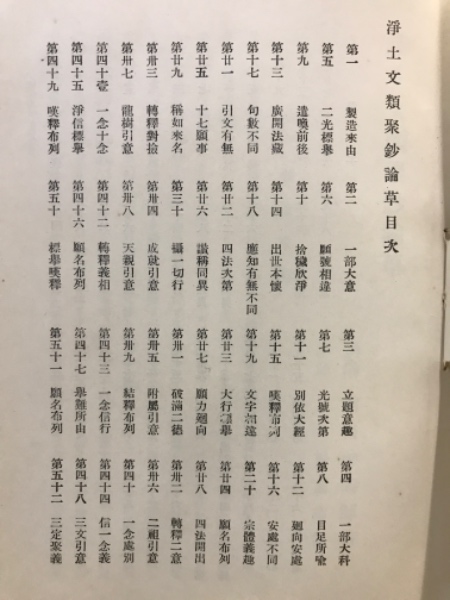 淨土文類聚鈔論草目次
第一 製造來由 第二 一部大意 第三 立題意趣 第四 一部大科
第五 二光標擧 第六 願號相違 第七 光號次第 第八 目足所喩
第九 遣喚前後 第十 捨穢欣淨 第十一 別依大經 第十二 廻向安處
第十三 廣開法藏 第十四 出世本懷 第十五 嘆釋布列 第十六 安處不同
第十七 句數不同 第十八 應知有無不同 第十九 文字相違 第二十 宗體義趣
第廿一 引文有無 第廿二 四法次第 第廿三 大行標擧 第廿四 願名布列
第廿五 十七願事 第廿六 讚稱同異 第廿七 願力廻向 第廿八 四法開出
第廿九 稱如來名 第三十 攝一切行 第卅一 破滿二德 第卅二 轉釋二意
第卅三 轉釋對撿 第卅四 成就引意 第卅五 附屬引意 第卅六 二祖引意
第卅七 龍樹引意 第卅八 天親引意 第卅九 結釋布列 第四十 一念處別
第四十壹 一念十念 第四十二 轉釋義相 第四十三 一念信行 第四十四 信一念義
第四十五 淨信標擧 第四十六 願名布列 第四十七 擧難所由 第四十八 三文引意
第四十九 嘆釋布列 第五十 標擧嘆釋 第五十一 願名布列 第五十二 三定聚義